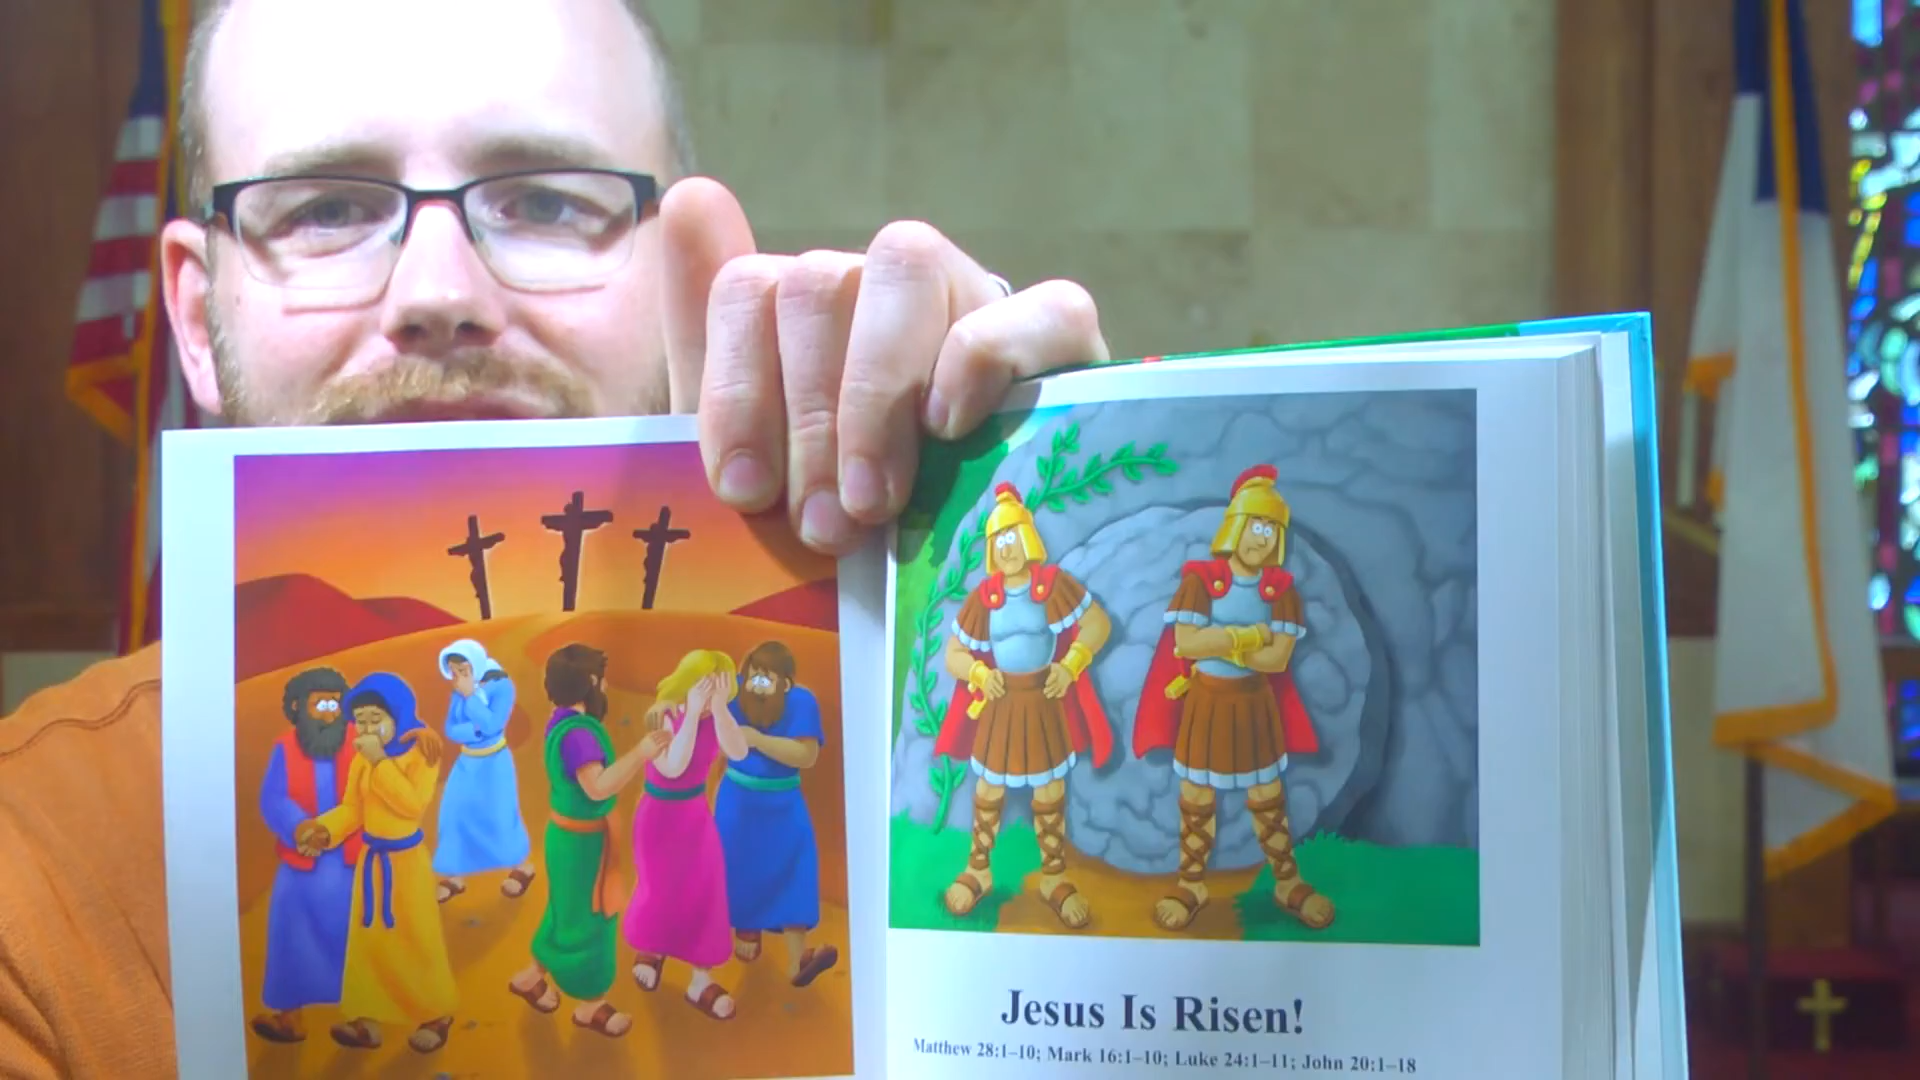 Jesus Is Risen!
Matthew 28:1–10; Mark 16:1–10; Luke 24:1–11; John 20:1–18